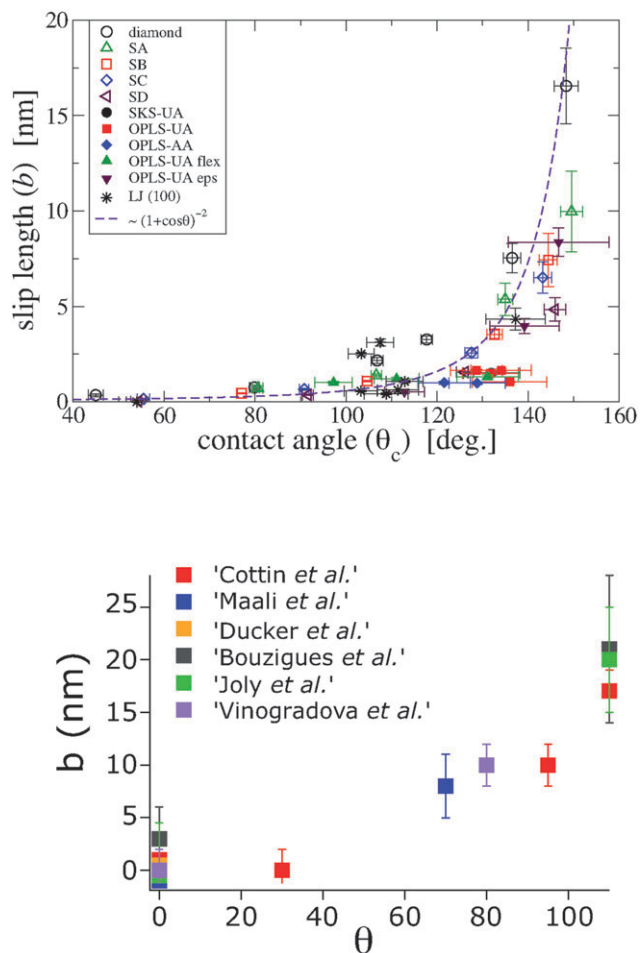 20
15
10
5
0
slip length (b) [nm]
diamond
SA
SB
SC
SD
SKS-UA
OPLS-UA
OPLS-AA
OPLS-UA flex
OPLS-UA eps
LJ (100)
~ (1+cosθ)⁻²
40 60 80 100 120 140 160
contact angle (θc) [deg.]
25
20
15
10
5
0
b (nm)
'Cottin et al.'
'Maali et al.'
'Ducker et al.'
'Bouzigues et al.'
'Joly et al.'
'Vinogradova et al.'
0 20 40 60 80 100
θ